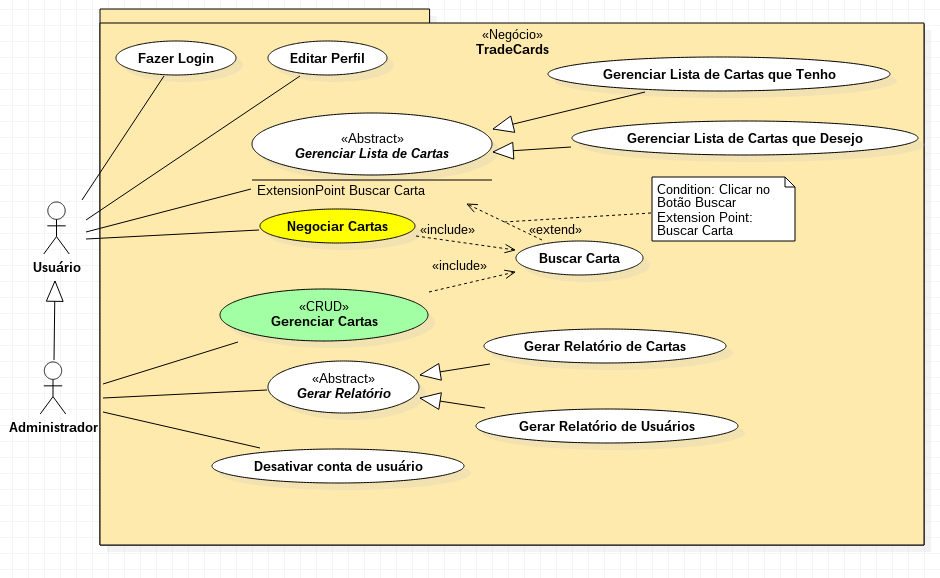 «Negócio»
TradeCards
Fazer Login
Editar Perfil
Gerenciar Lista de Cartas que Tenho
«Abstract»
Gerenciar Lista de Cartas
Gerenciar Lista de Cartas que Desejo
ExtensionPoint Buscar Carta
Condition: Clicar no
Botão Buscar
Extension Point:
Buscar Carta
Negociar Cartas
«include»
«extend»
Usuário
Buscar Carta
«include»
«CRUD»
Gerenciar Cartas
Gerar Relatório de Cartas
«Abstract»
Gerar Relatório
Administrador
Gerar Relatório de Usuários
Desativar conta de usuário